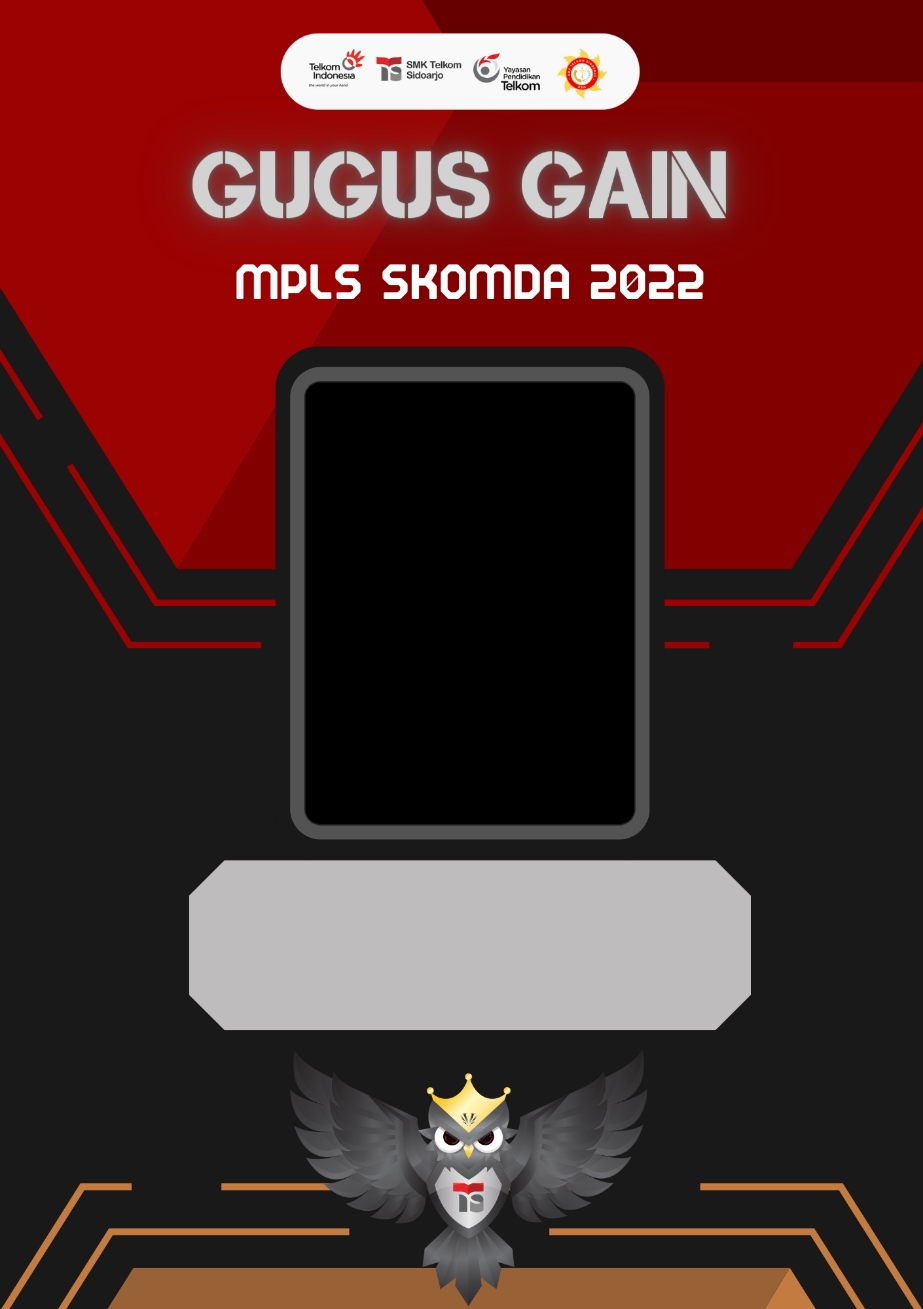 Telkom
Indonesia
the world in your hand
SMK Telkom
Sidoarjo
Yayasan
Pendidikan
Telkom
GUGUS GAIN
MPLS SKOMDA 2022